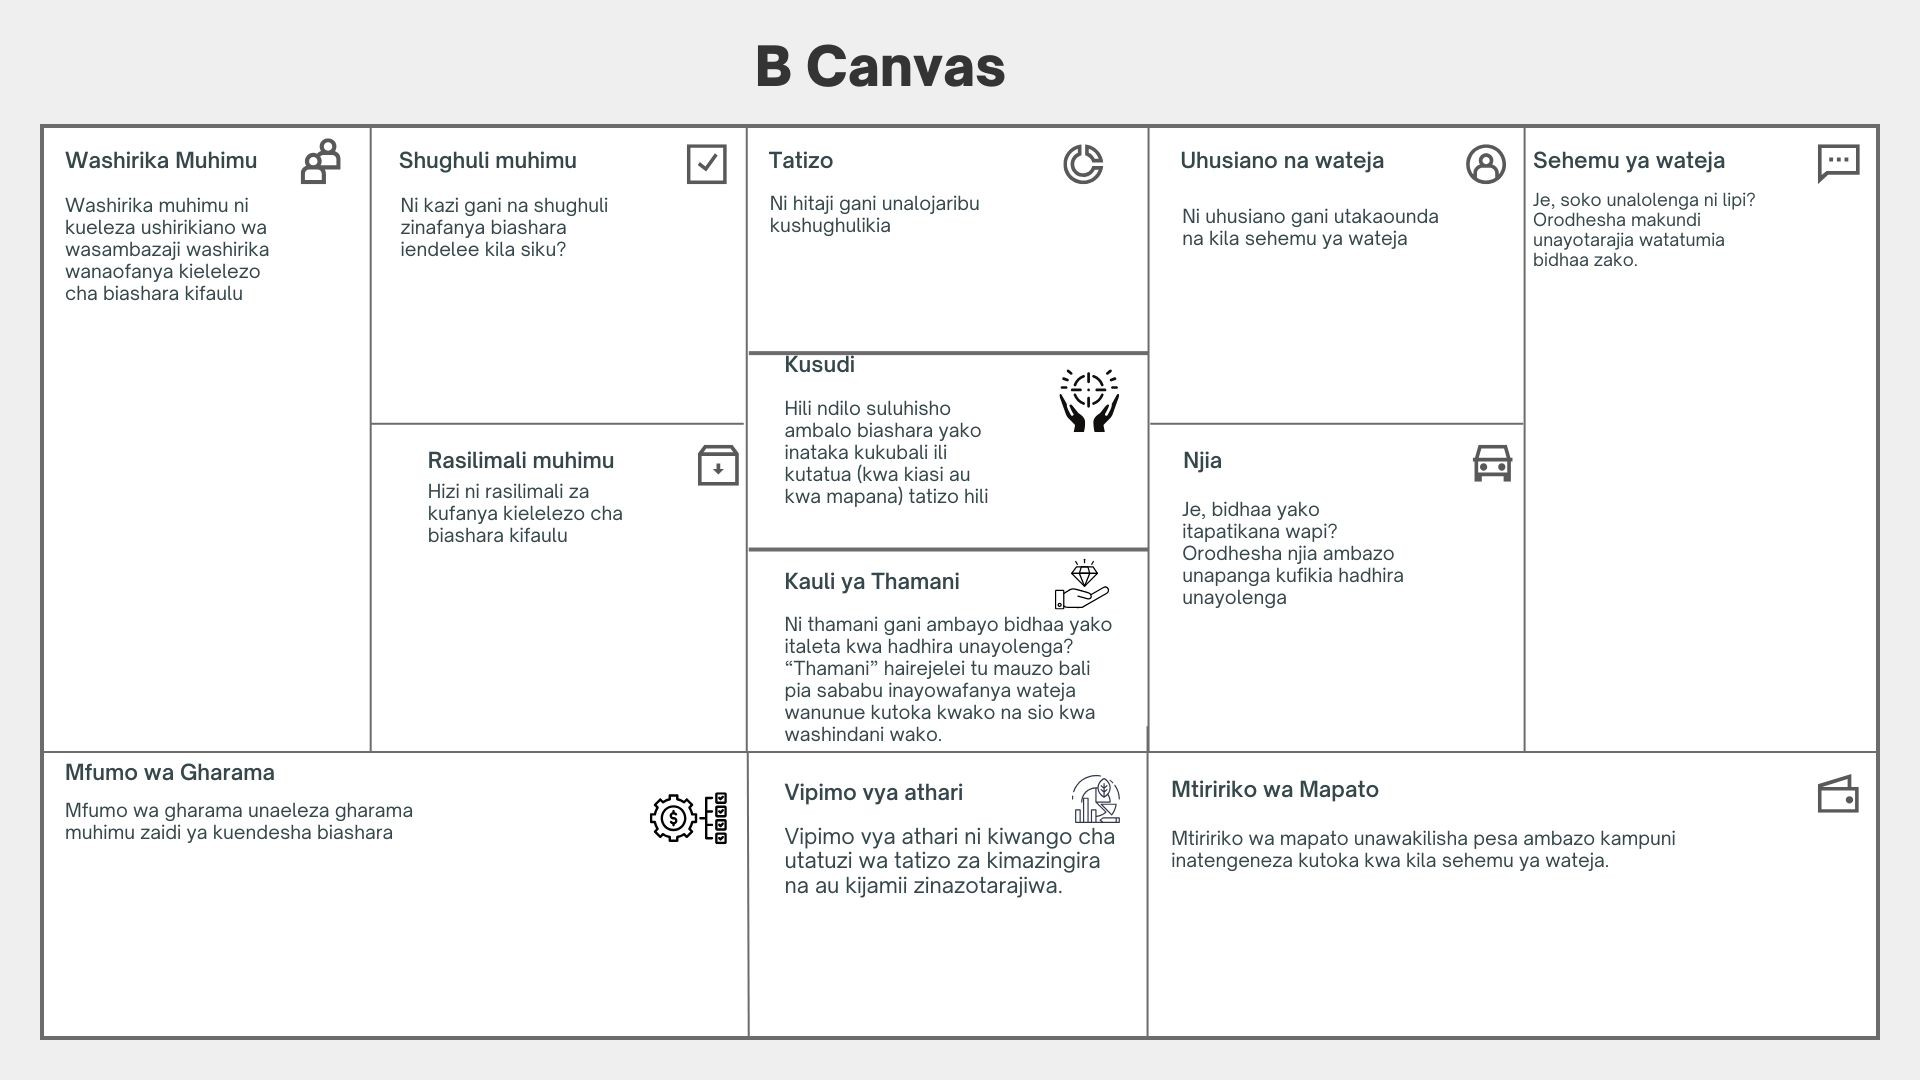 B Canvas
Washirika Muhimu
Washirika muhimu ni
kueleza ushirikiano wa
wasambazaji washirika
wanaofanya kielelezo
cha biashara kifaulu
Shughuli muhimu
Ni kazi gani na shughuli
zinafanya biashara
iendelee kila siku?
Rasilimali muhimu
Hizi ni rasilimali za
kufanya kielelezo cha
biashara kifaulu
Tatizo
Ni hitaji gani unalojaribu
kushughulikia
Kusudi
Hili ndilo suluhisho
ambalo biashara yako
inataka kukubali ili
kutatua (kwa kiasi au
kwa mapana) tatizo hili
Kauli ya Thamani
Ni thamani gani ambayo bidhaa yako
italeta kwa hadhira unayolenga?
“Thamani” hairejelei tu mauzo bali
pia sababu inayowafanya wateja
wanunue kutoka kwako na sio kwa
washindani wako.
Uhusiano na wateja
Ni uhusiano gani utakaounda
na kila sehemu ya wateja
Njia
Je, bidhaa yako
itapatikana wapi?
Orodhesha njia ambazo
unapanga kufikia hadhira
unayolenga
Sehemu ya wateja
Je, soko unalolenga ni lipi?
Orodhesha makundi
unayotarajia watatumia
bidhaa zako.
Mfumo wa Gharama
Mfumo wa gharama unaeleza gharama
muhimu zaidi ya kuendesha biashara
Vipimo vya athari
Vipimo vya athari ni kiwango cha
utatuzi wa tatizo za kimazingira
na au kijamii zinazotarajiwa.
Mtiririko wa Mapato
Mtiririko wa mapato unawakilisha pesa ambazo kampuni
inatengeneza kutoka kwa kila sehemu ya wateja.